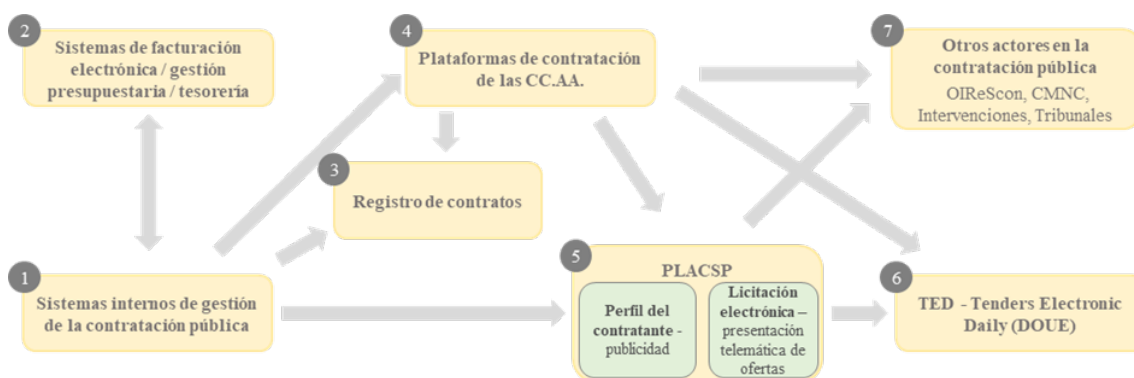 2
Sistemas de facturación
electrónica / gestión
presupuestaria / tesorería
4
Plataformas de contratación
de las CC.AA.
7
Otros actores en la
contratación pública
OIReScon, CMNC,
Intervenciones, Tribunales
3
Registro de contratos
1
Sistemas internos de gestión
de la contratación pública
5
PLACSP
Perfil del
contratante -
publicidad
Licitación
electrónica –
presentación
telemática de
ofertas
6
TED - Tenders Electronic
Daily (DOUE)